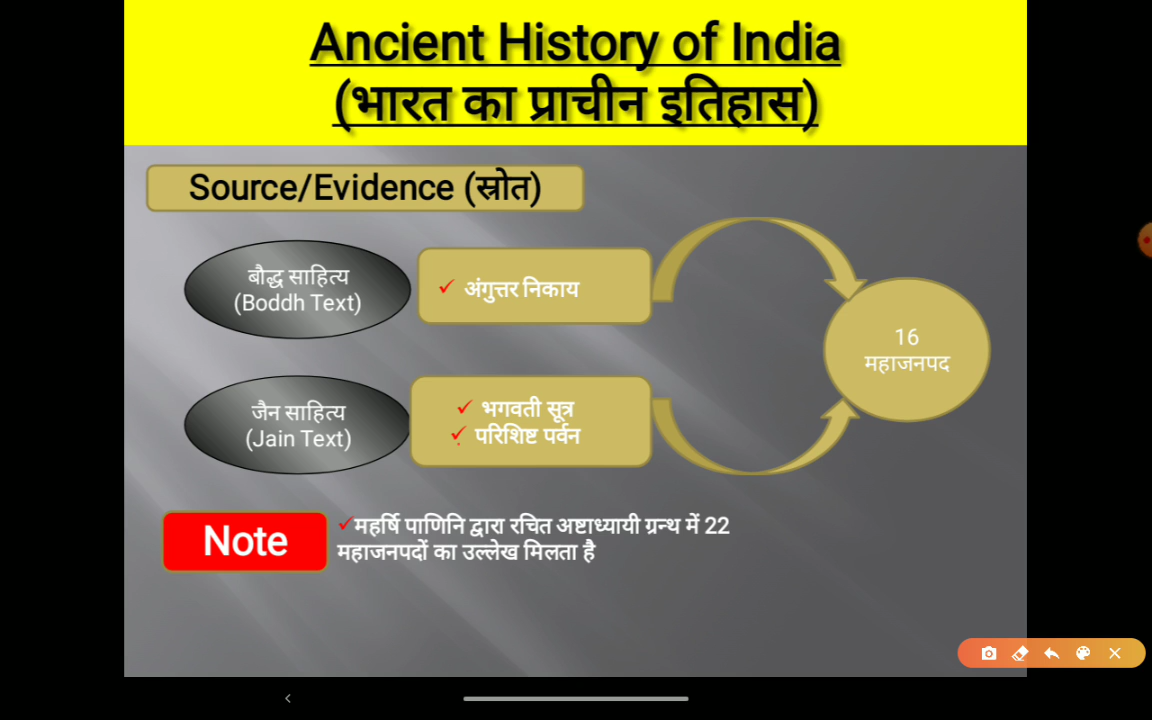 Ancient History of India
(भारत का प्राचीन इतिहास)
Source/Evidence (स्रोत)
बौद्ध साहित्य
(Boddh Text)
अंगुत्तर निकाय
16
महाजनपद
जैन साहित्य
(Jain Text)
भगवती सूत्र
परिशिष्ट पर्वन
Note
महर्षि पाणिनि द्वारा रचित अष्टाध्यायी ग्रन्थ में 22
महाजनपदों का उल्लेख मिलता है